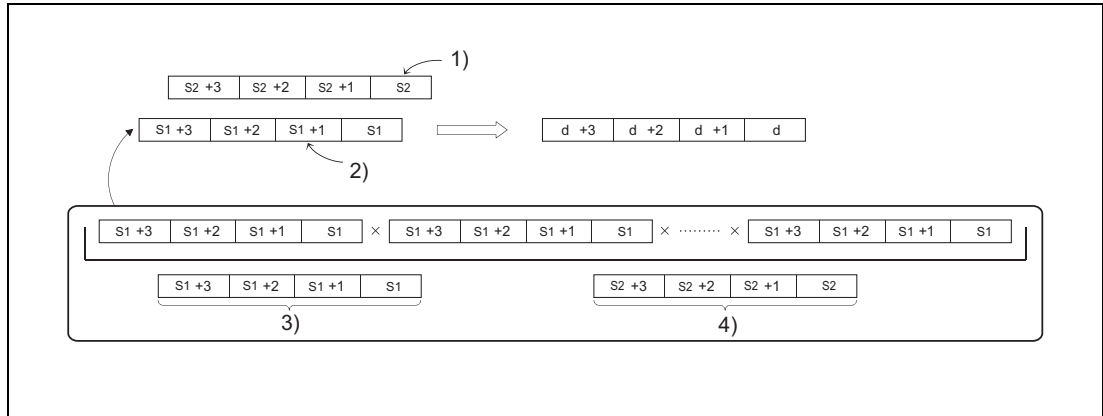 1)
S2 +3 S2 +2 S2 +1 S2
S1 +3 S1 +2 S1 +1 S1 d +3 d +2 d +1 d
2)
S1 +3 S1 +2 S1 +1 S1 × S1 +3 S1 +2 S1 +1 S1 × ········· × S1 +3 S1 +2 S1 +1 S1
S1 +3 S1 +2 S1 +1 S1 S2 +3 S2 +2 S2 +1 S2
3) 4)